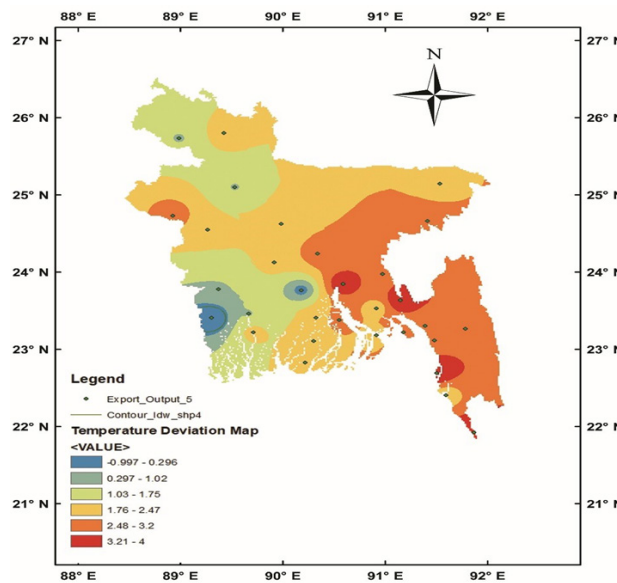 88° E 89° E 90° E 91° E 92° E
27° N 27° N
N
26° N 26° N
25° N 25° N
24° N 24° N
23° N 23° N
22° N 22° N
21° N 21° N
Legend
Export_Output_5
Contour_Idw_shp4
Temperature Deviation Map
<VALUE>
-0.997 - 0.296
0.297 - 1.02
1.03 - 1.75
1.76 - 2.47
2.48 - 3.2
3.21 - 4
88° E 89° E 90° E 91° E 92° E